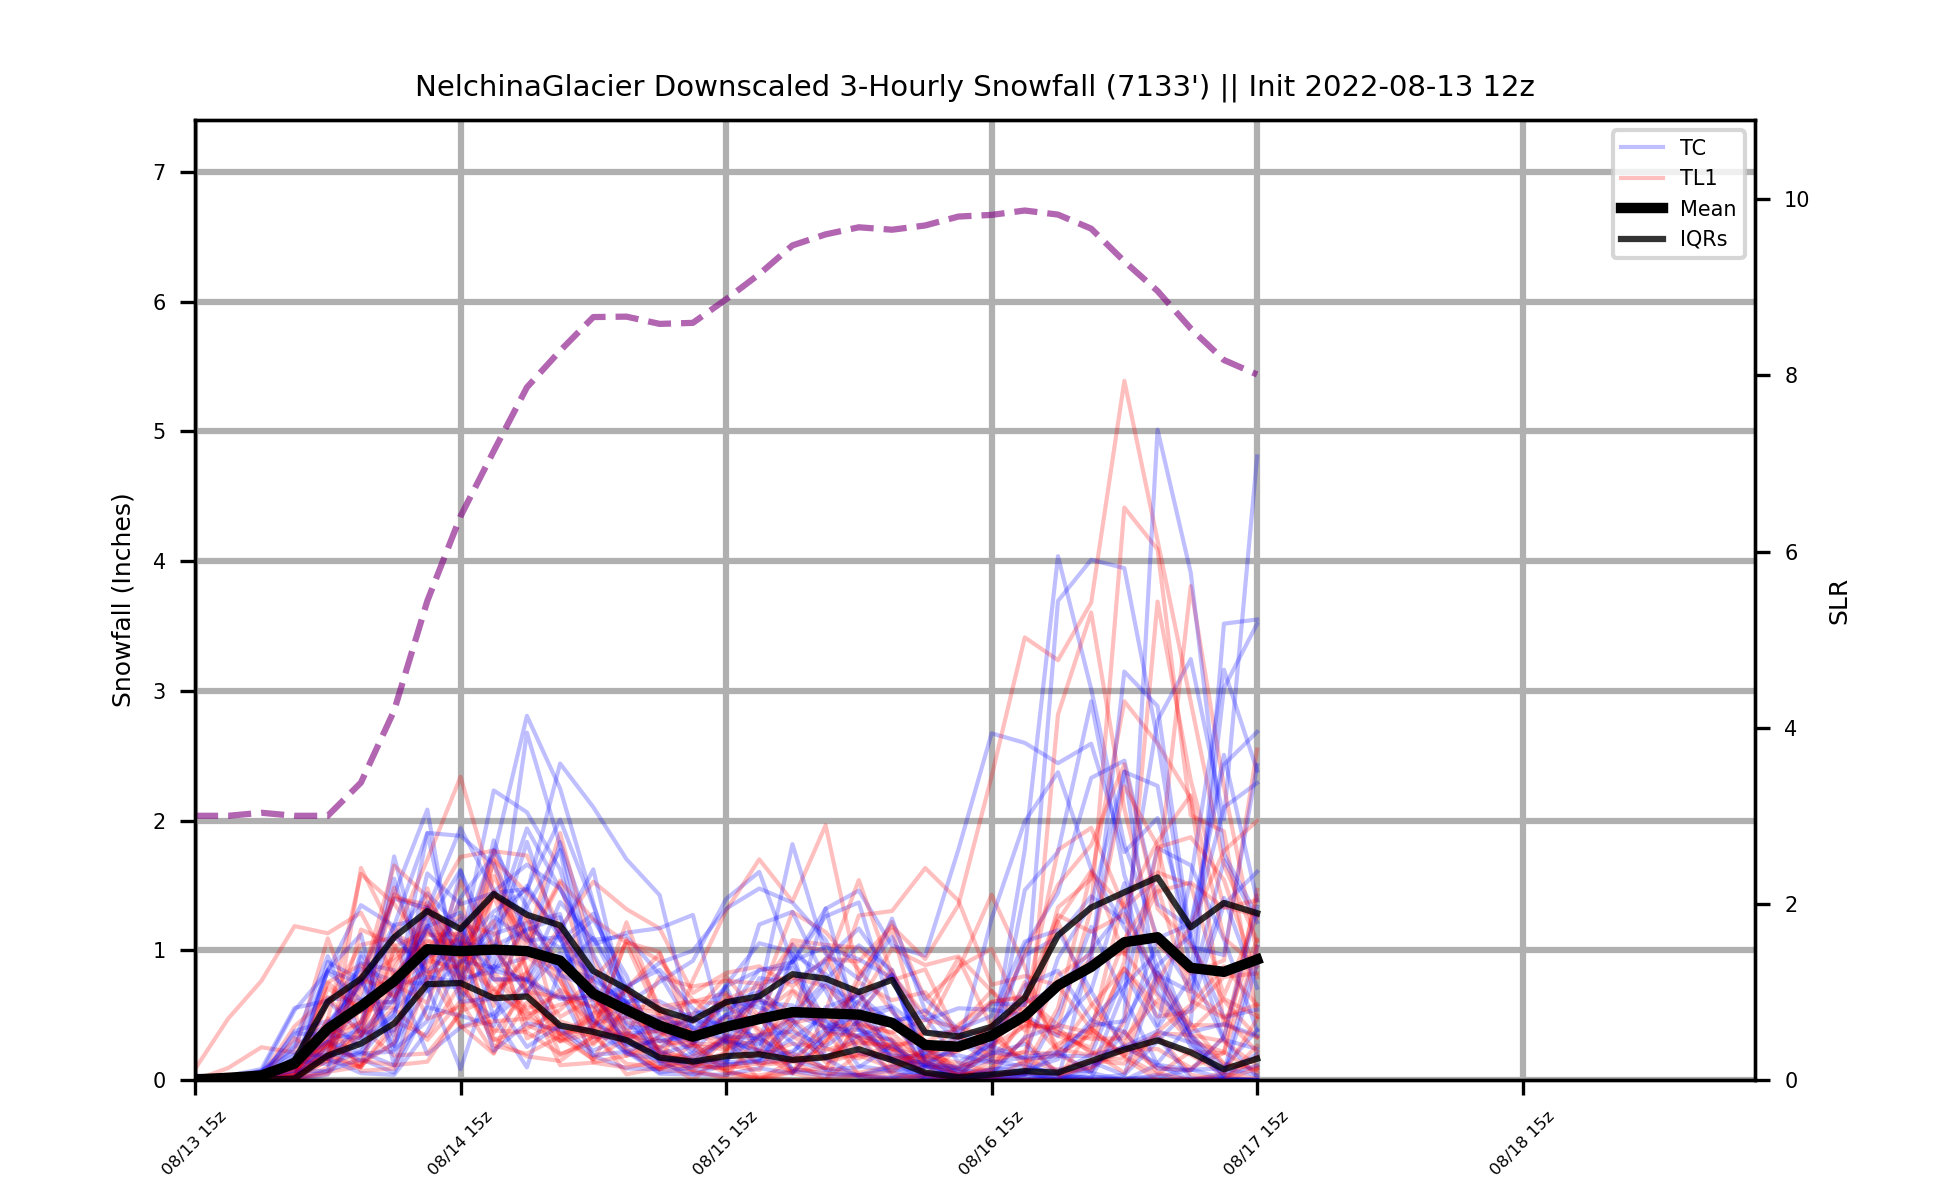 NelchinaGlacier Downscaled 3-Hourly Snowfall (7133') || Init 2022-08-13 12z
TC
TL1
Mean
IQRs
Snowfall (Inches)
7
6
5
4
3
2
1
0
10
8
6
4
2
0
SLR
08/13 15z
08/14 15z
08/15 15z
08/16 15z
08/17 15z
08/18 15z